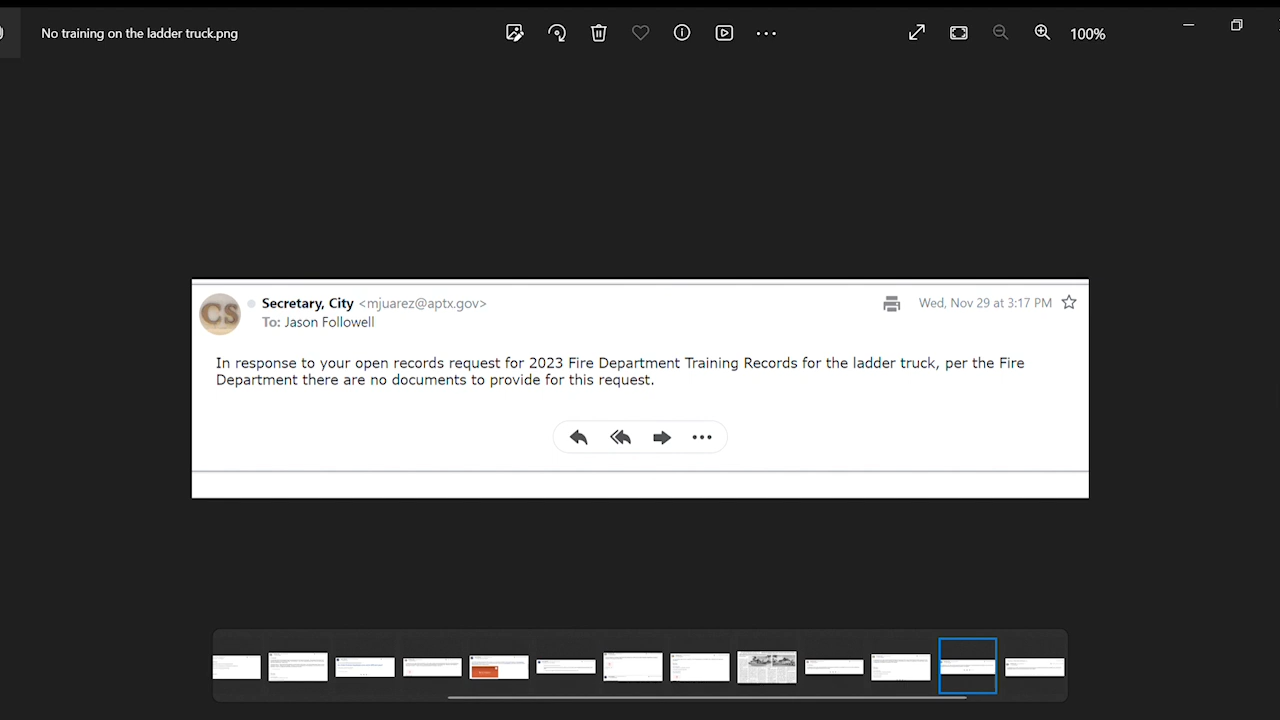 No training on the ladder truck.png
100%
CS
Secretary, City <mjuarez@aptx.gov>
Wed, Nov 29 at 3:17 PM
To: Jason Followell
In response to your open records request for 2023 Fire Department Training Records for the ladder truck, per the Fire
Department there are no documents to provide for this request.